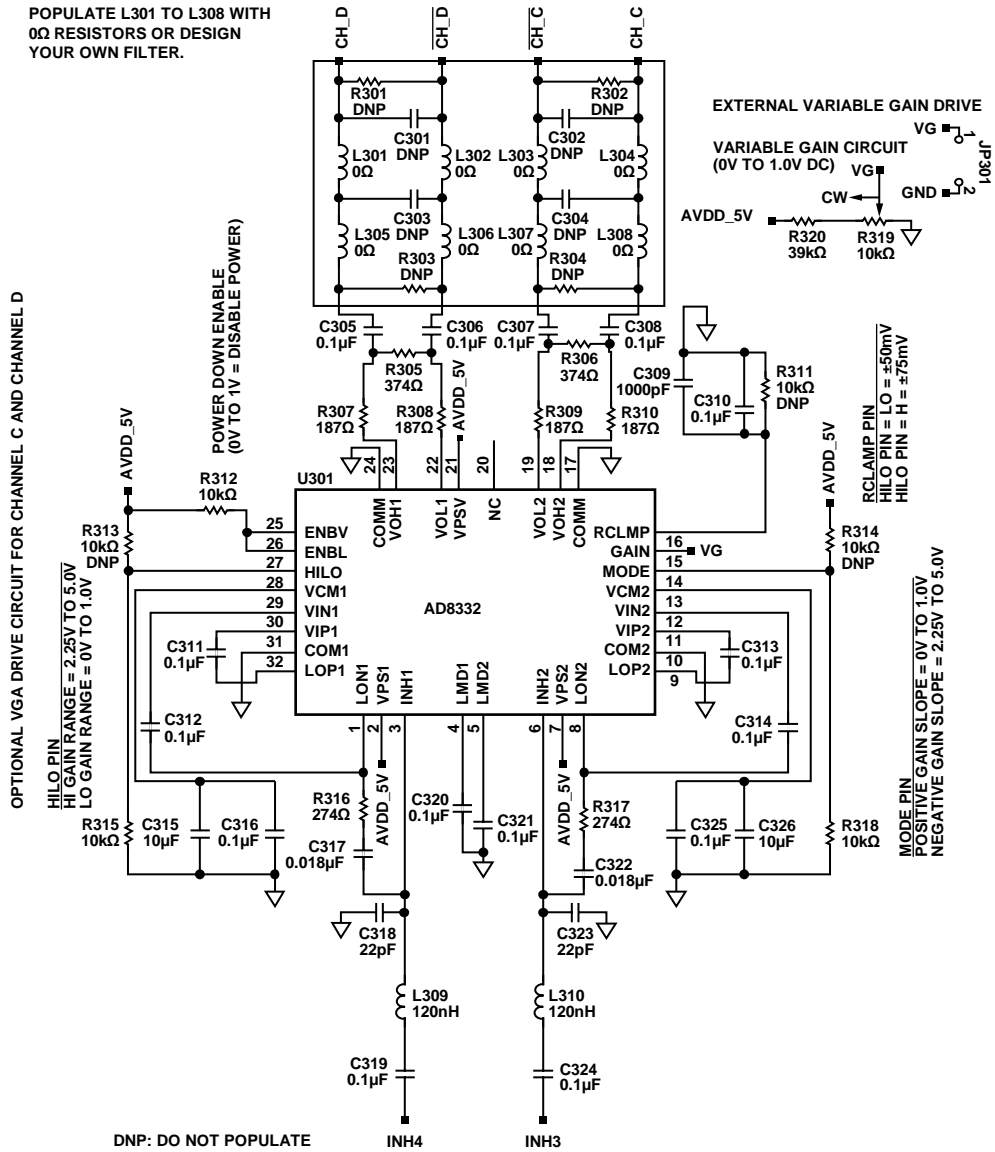 POPULATE L301 TO L308 WITH
0Ω RESISTORS OR DESIGN
YOUR OWN FILTER.
CH_D
CH_D
CH_C
CH_C
R301
DNP
R302
DNP
C301
DNP
C302
DNP
L301
0Ω
L302
0Ω
L303
0Ω
L304
0Ω
C303
DNP
C304
DNP
L305
0Ω
L306
0Ω
L307
0Ω
L308
0Ω
R303
DNP
R304
DNP
EXTERNAL VARIABLE GAIN DRIVE
VG
1
JP301
2
GND
VARIABLE GAIN CIRCUIT
(0V TO 1.0V DC)
VG
CW
AVDD_5V
R320
39kΩ
R319
10kΩ
C305
0.1µF
C306
0.1µF
C307
0.1µF
C308
0.1µF
R305
374Ω
R306
374Ω
R307
187Ω
R308
187Ω
AVDD_5V
R309
187Ω
R310
187Ω
C309
1000pF
C310
0.1µF
R311
10kΩ
DNP
RCLAMP PIN
HILO PIN = LO = ±50mV
HILO PIN = H = ±75mV
POWER DOWN ENABLE
(0V TO 1V = DISABLE POWER)
OPTIONAL VGA DRIVE CIRCUIT FOR CHANNEL C AND CHANNEL D
AVDD_5V
R312
10kΩ
R313
10kΩ
DNP
AVDD_5V
R314
10kΩ
DNP
U301
24
23
22
21
20
19
18
17
COMM
VOH1
VOL1
VPSV
NC
VOL2
VOH2
COMM
25 ENBV
26 ENBL
27 HILO
28 VCM1
29 VIN1
30 VIP1
31 COM1
32 LOP1
AD8332
RCLMP
16
GAIN
VG
15
MODE
14
VCM2
13
VIN2
12
VIP2
11
COM2
10
LOP2
9
LON1
VPS1
INH1
LMD1
LMD2
INH2
VPS2
LON2
1
2
3
4
5
6
7
8
C311
0.1µF
C312
0.1µF
C313
0.1µF
C314
0.1µF
HILO PIN
HI GAIN RANGE = 2.25V TO 5.0V
LO GAIN RANGE = 0V TO 1.0V
MODE PIN
POSITIVE GAIN SLOPE = 0V TO 1.0V
NEGATIVE GAIN SLOPE = 2.25V TO 5.0V
R315
10kΩ
C315
10µF
C316
0.1µF
R316
274Ω
AVDD_5V
C317
0.018µF
C320
0.1µF
C321
0.1µF
AVDD_5V
R317
274Ω
C322
0.018µF
C325
0.1µF
C326
10µF
R318
10kΩ
C318
22pF
C323
22pF
L309
120nH
L310
120nH
C319
0.1µF
C324
0.1µF
DNP: DO NOT POPULATE
INH4
INH3